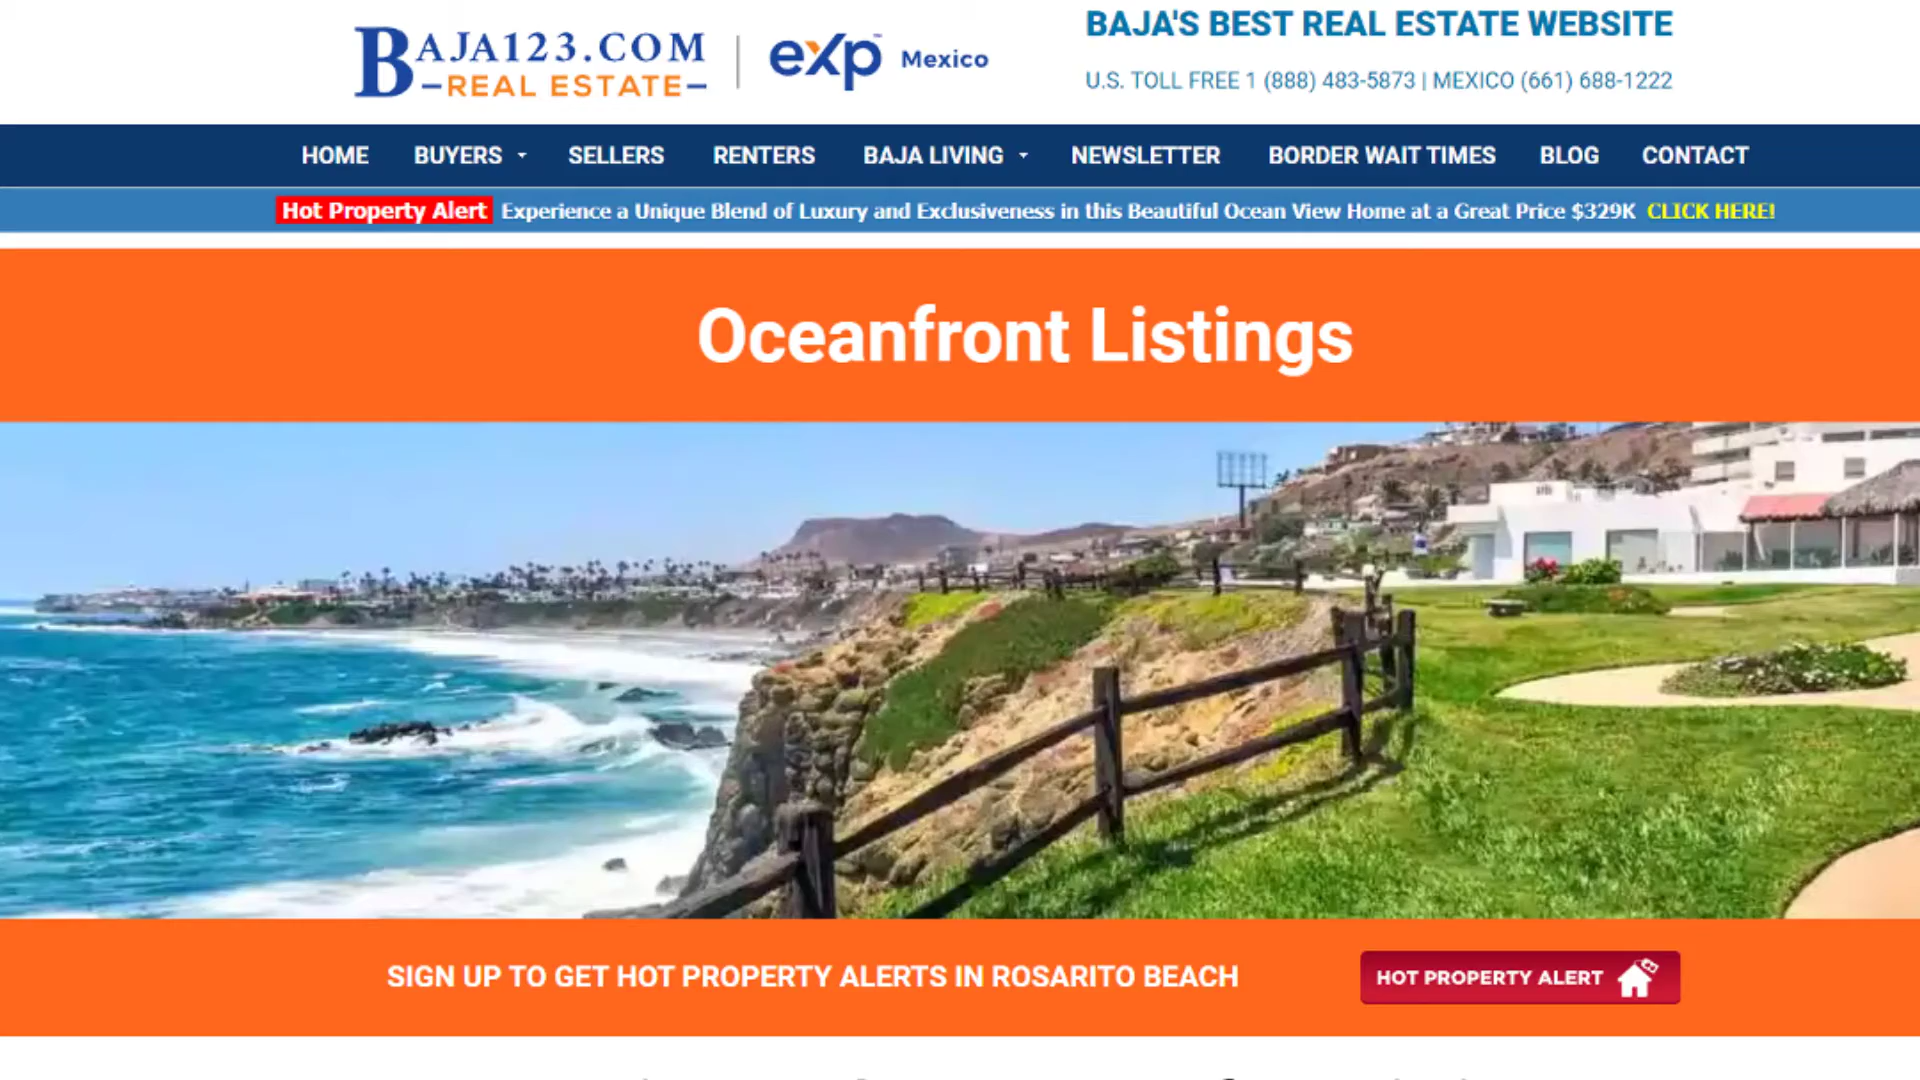 BAJA123.COM
REAL ESTATE
eXp Mexico
BAJA'S BEST REAL ESTATE WEBSITE
U.S. TOLL FREE 1 (888) 483-5873 | MEXICO (661) 688-1222
HOME BUYERS SELLERS RENTERS BAJA LIVING NEWSLETTER BORDER WAIT TIMES BLOG CONTACT
Hot Property Alert Experience a Unique Blend of Luxury and Exclusiveness in this Beautiful Ocean View Home at a Great Price $329K CLICK HERE!
Oceanfront Listings
SIGN UP TO GET HOT PROPERTY ALERTS IN ROSARITO BEACH
HOT PROPERTY ALERT